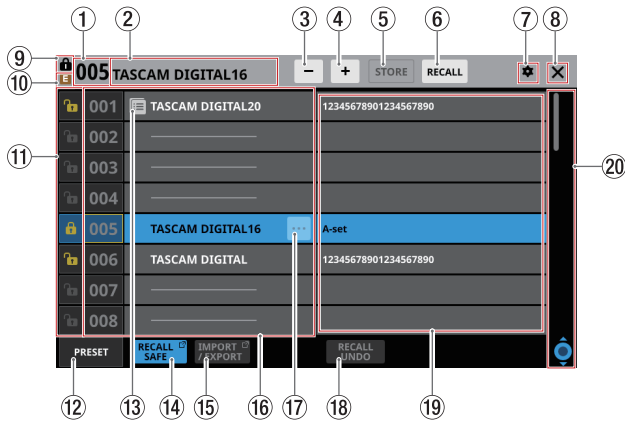 ① ② ③ ④ ⑤ ⑥ ⑦ ⑧
⑨ 005 TASCAM DIGITAL16 − + STORE RECALL
⑩ E
001 TASCAM DIGITAL20 12345678901234567890
002
003
⑳
004
⑪
005 TASCAM DIGITAL16 ... A-set
006 TASCAM DIGITAL 12345678901234567890
007
008
PRESET RECALL SAFE IMPORT / EXPORT RECALL UNDO
⑫ ⑬ ⑭ ⑮ ⑯ ⑰ ⑱ ⑲